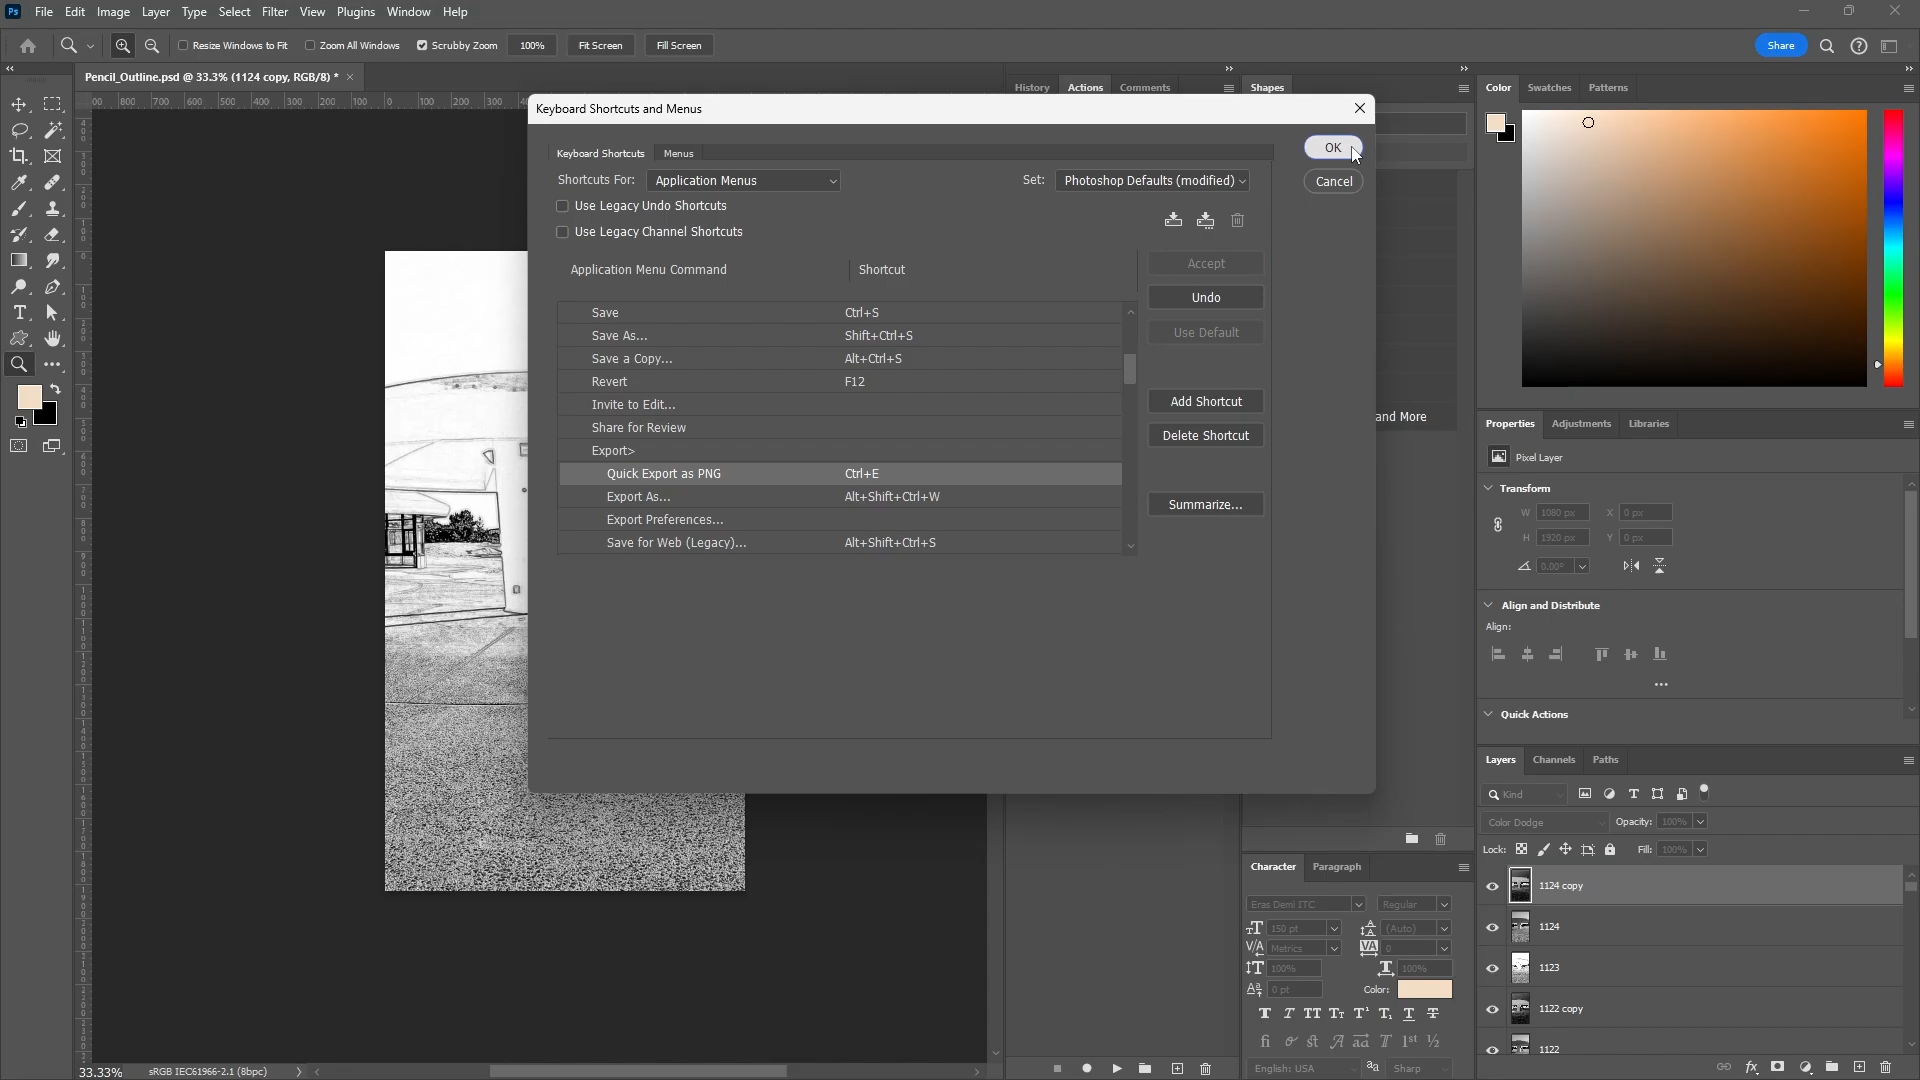 Ps File Edit Image Layer Type Select Filter View Plugins Window Help
Resize Windows to Fit Zoom All Windows Scrubby Zoom 100% Fit Screen Fill Screen Share
Pencil_Outline.psd @ 33.3% (1124 copy, RGB/8) *
History Actions Comments
Shapes
Color Swatches Patterns
Keyboard Shortcuts and Menus
Keyboard Shortcuts Menus
OK
Shortcuts For: Application Menus Set: Photoshop Defaults (modified)
Cancel
Use Legacy Undo Shortcuts
Use Legacy Channel Shortcuts
Application Menu Command Shortcut
Accept
Undo
Use Default
Save Ctrl+S
Save As... Shift+Ctrl+S
Save a Copy... Alt+Ctrl+S
Revert F12
Invite to Edit...
Share for Review
Export>
Quick Export as PNG Ctrl+E
Export As... Alt+Shift+Ctrl+W
Export Preferences...
Save for Web (Legacy)... Alt+Shift+Ctrl+S
Add Shortcut
Delete Shortcut
Summarize...
and More
Properties Adjustments Libraries
Pixel Layer
Transform
W 1080 px X 0 px
H 1920 px Y 0 px
0.00°
Align and Distribute
Align:
Quick Actions
Layers Channels Paths
Kind
Color Dodge Opacity: 100%
Lock: Fill: 100%
1124 copy
1124
1123
1122 copy
1122
Character Paragraph
Eras Demi ITC Regular
150 pt (Auto)
Metrics 0
100% 100%
0 pt Color:
English: USA Sharp
33.33% sRGB IEC61966-2.1 (8bpc)